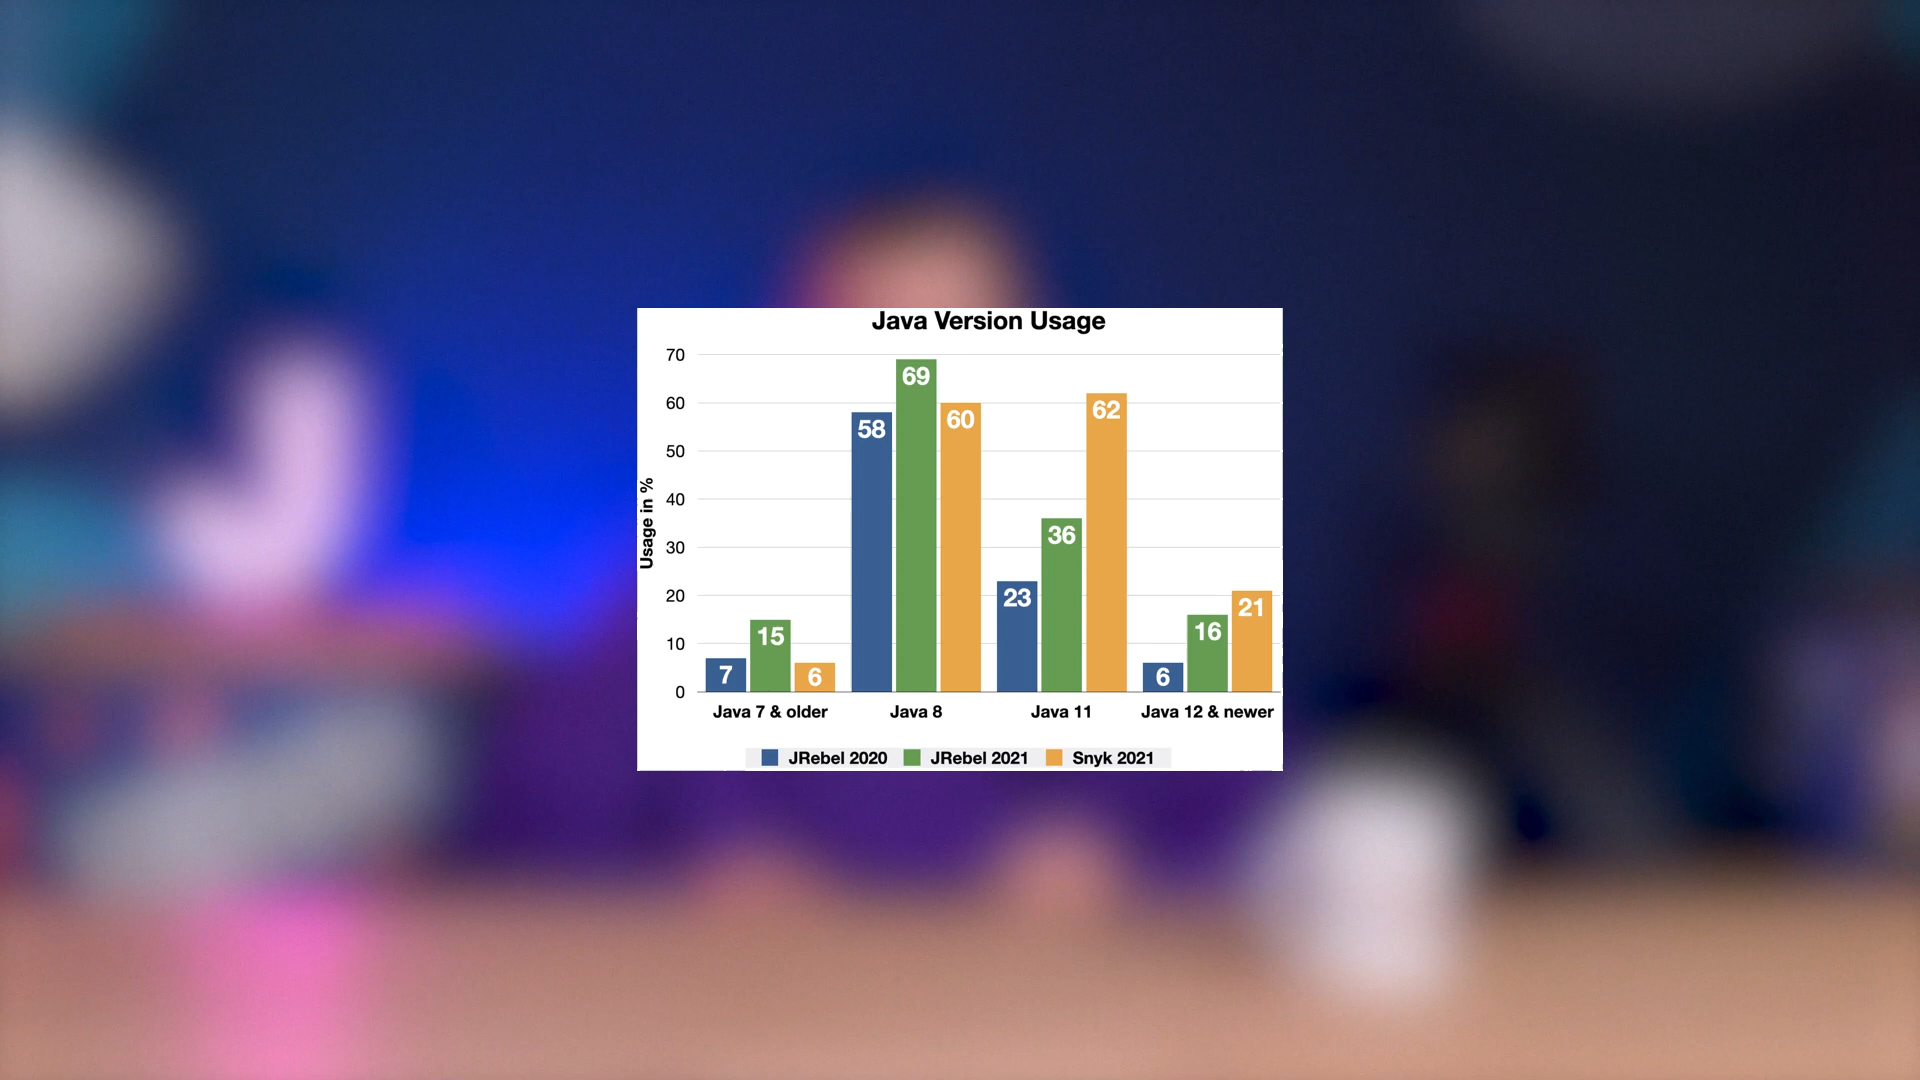 Java Version Usage
Usage in %
70
60
50
40
30
20
10
0
7
15
6
58
69
60
23
36
62
6
16
21
Java 7 & older
Java 8
Java 11
Java 12 & newer
JRebel 2020
JRebel 2021
Snyk 2021